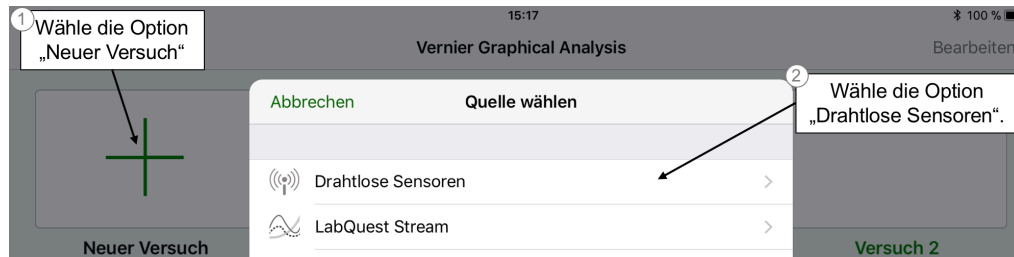 1
Wähle die Option
„Neuer Versuch“
15:17
100 %
Vernier Graphical Analysis
Bearbeiten
2
Wähle die Option
„Drahtlose Sensoren“.
Abbrechen
Quelle wählen
Drahtlose Sensoren
LabQuest Stream
Neuer Versuch
Versuch 2